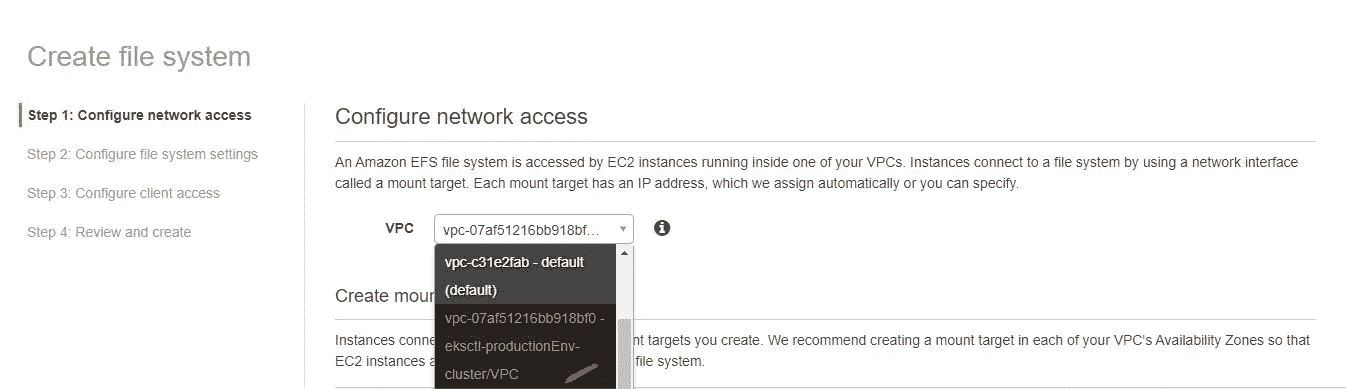 Create file system
Step 1: Configure network access
Step 2: Configure file system settings
Step 3: Configure client access
Step 4: Review and create
Configure network access
An Amazon EFS file system is accessed by EC2 instances running inside one of your VPCs. Instances connect to a file system by using a network interface
called a mount target. Each mount target has an IP address, which we assign automatically or you can specify.
VPC
vpc-07af51216bb918bf...
vpc-c31e2fab - default
(default)
vpc-07af51216bb918bf0 -
eksctl-productionEnv-
cluster/VPC
Create mou
Instances conne nt targets you create. We recommend creating a mount target in each of your VPC's Availability Zones so that
EC2 instances a file system.